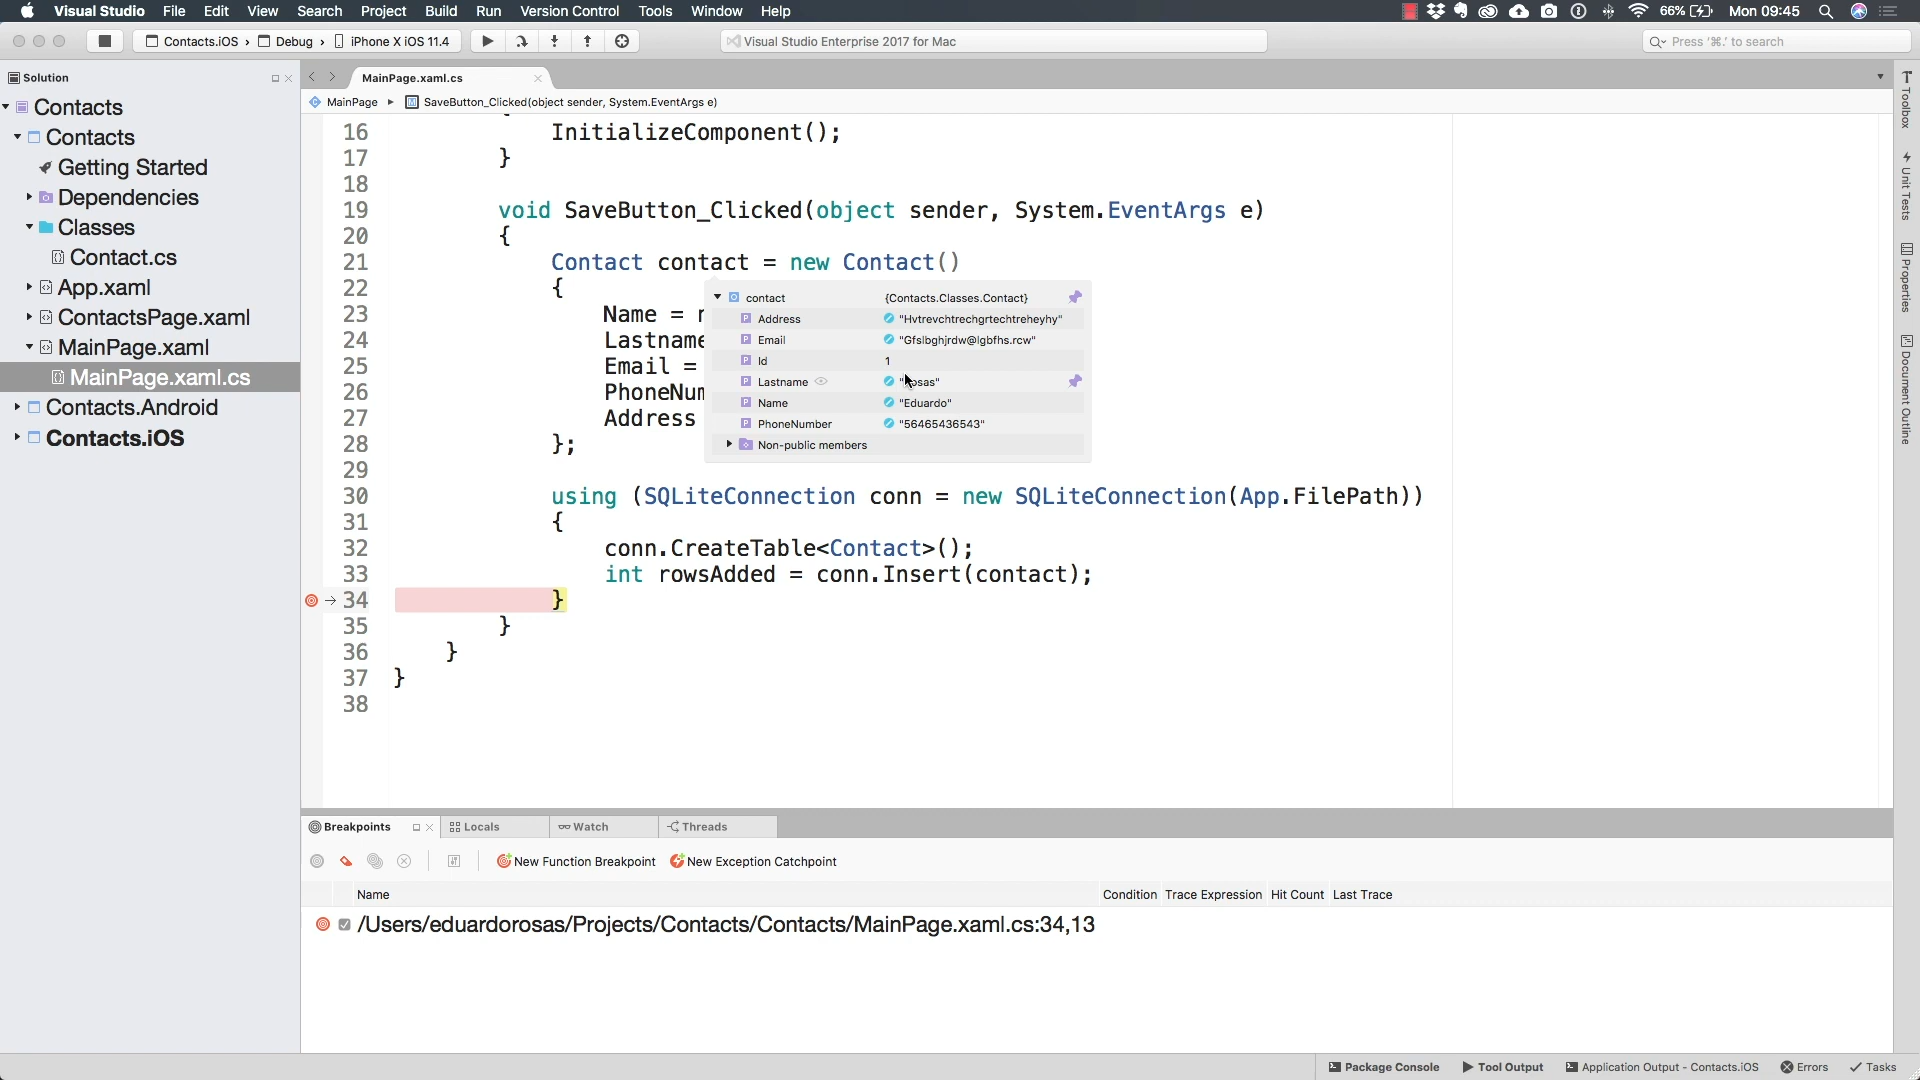 Visual Studio File Edit View Search Project Build Run Version Control Tools Window Help 66% Mon 09:45
Contacts.iOS › Debug › iPhone X iOS 11.4 Visual Studio Enterprise 2017 for Mac Press '⌘.' to search
Solution
MainPage.xaml.cs
MainPage SaveButton_Clicked(object sender, System.EventArgs e)
Contacts
Contacts
Getting Started
Dependencies
Classes
Contact.cs
App.xaml
ContactsPage.xaml
MainPage.xaml
MainPage.xaml.cs
Contacts.Android
Contacts.iOS
16 InitializeComponent();
17 }
18
19 void SaveButton_Clicked(object sender, System.EventArgs e)
20 {
21 Contact contact = new Contact()
22 {
23 Name =
24 Lastname
25 Email =
26
27 Address
28 };
29
30 using (SQLiteConnection conn = new SQLiteConnection(App.FilePath))
31 {
32 conn.CreateTable<Contact>();
33 int rowsAdded = conn.Insert(contact);
34 }
35 }
36 }
37 }
38
contact {Contacts.Classes.Contact}
Address "Hvtrevchtrechgrtechtreheyhy"
Email "Gfslbghjrdw@lgbfhs.rcw"
Id 1
Lastname
Name "Eduardo"
PhoneNumber "56465436543"
Non-public members
Toolbox
Unit Tests
Properties
Document Outline
Breakpoints Locals Watch Threads
New Function Breakpoint New Exception Catchpoint
Name Condition Trace Expression Hit Count Last Trace
/Users/eduardorosas/Projects/Contacts/Contacts/MainPage.xaml.cs:34,13
Package Console Tool Output Application Output - Contacts.iOS Errors Tasks